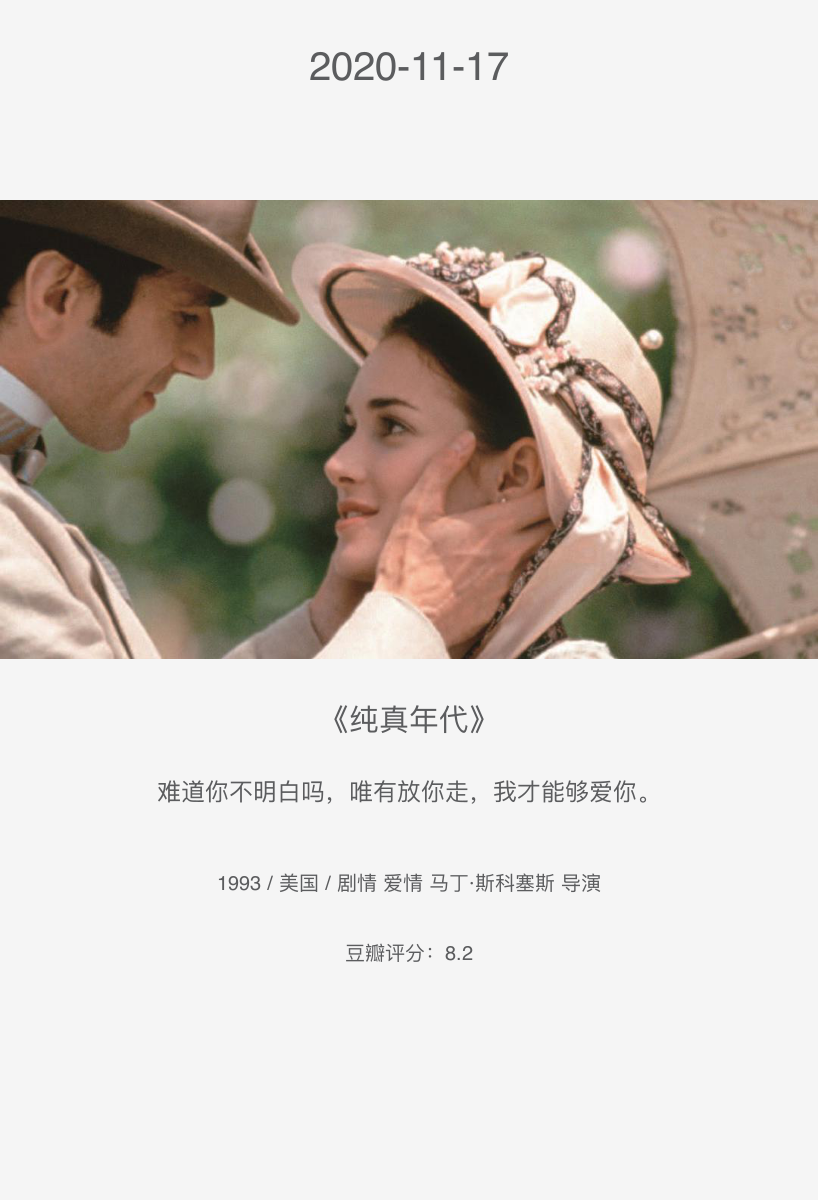 2020-11-17
《纯真年代》
难道你不明白吗，唯有放你走，我才能够爱你。
1993 / 美国 / 剧情 爱情 马丁·斯科塞斯 导演
豆瓣评分：8.2